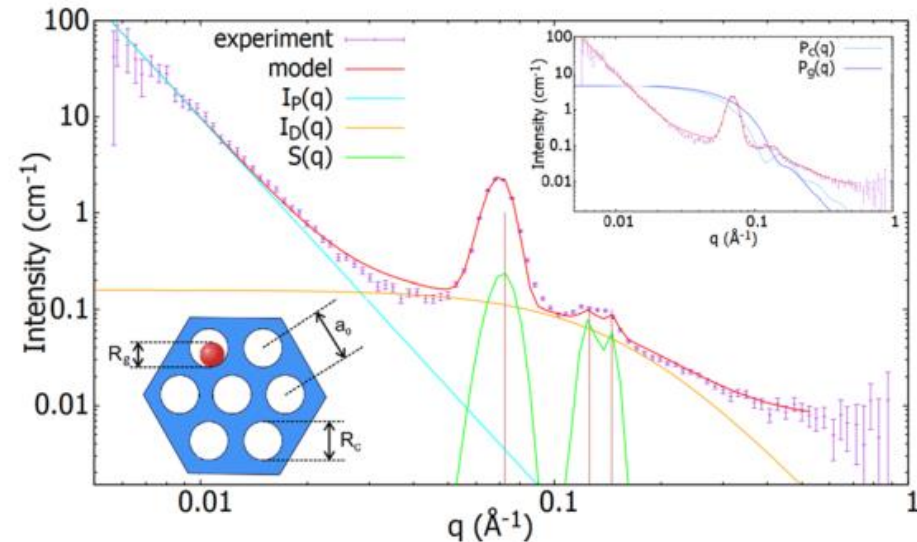 100
10
1
0.1
0.01
Intensity (cm⁻¹)
experiment
model
I_P(q)
I_D(q)
S(q)
0.01
0.1
1
q (Å⁻¹)
R_g
a₀
R_c
100
10
1
0.1
0.01
Intensity (cm⁻¹)
P_c(q)
P_g(q)
0.01
0.1
1
q (Å⁻¹)